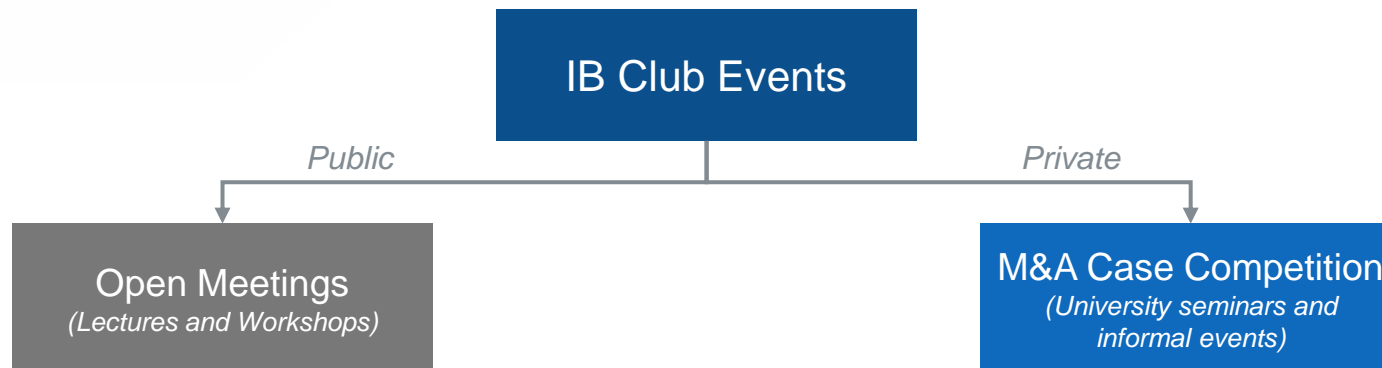 IB Club Events
Public
Private
Open Meetings
(Lectures and Workshops)
M&A Case Competition
(University seminars and
informal events)